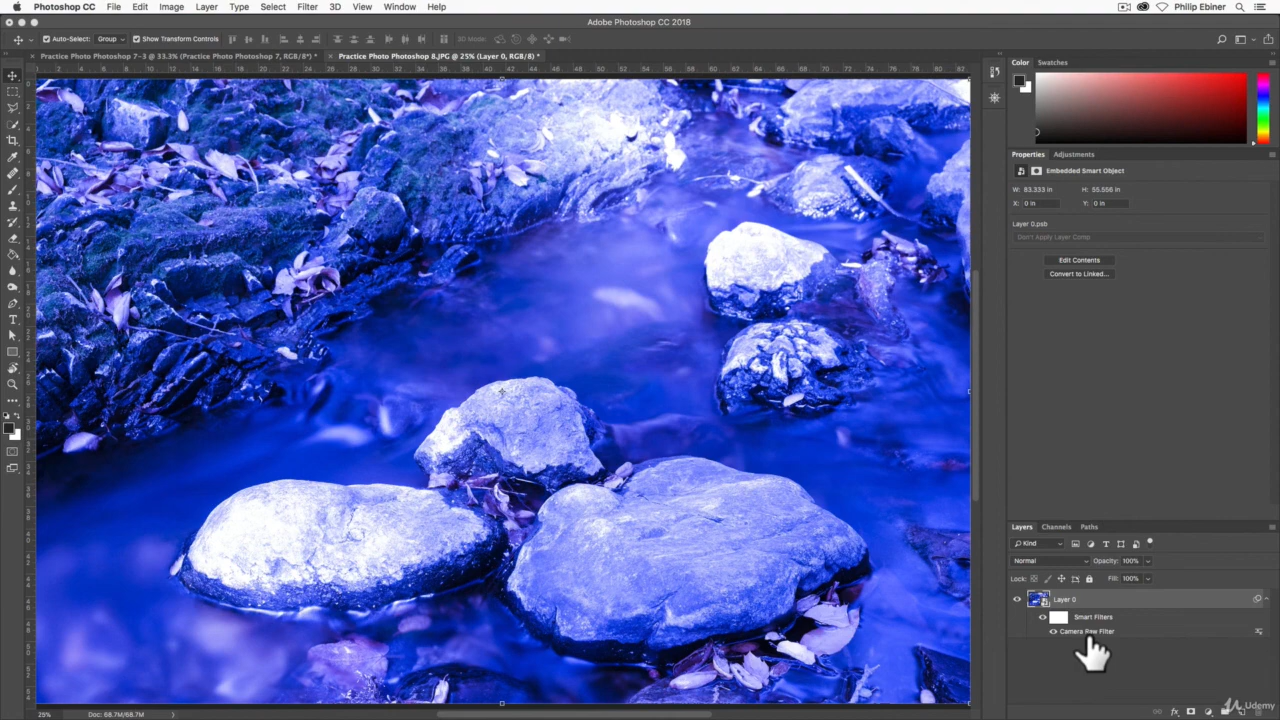 Photoshop CC File Edit Image Layer Type Select Filter 3D View Window Help Philip Ebiner
Adobe Photoshop CC 2018
Auto-Select: Group Show Transform Controls 3D Mode:
Practice Photo Photoshop 7-3 @ 33.3% (Practice Photo Photoshop 7, RGB/8*) *
Practice Photo Photoshop 8.JPG @ 25% (Layer 0, RGB/8) *
Color Swatches
Properties Adjustments
Embedded Smart Object
W: 83.333 in H: 55.556 in
X: 0 in Y: 0 in
Layer 0.psb
Don't Apply Layer Comp
Edit Contents
Convert to Linked...
Layers Channels Paths
Kind
Normal Opacity: 100%
Lock: Fill: 100%
Layer 0
Smart Filters
Camera Raw Filter
25% Doc: 68.7M/68.7M
Udemy